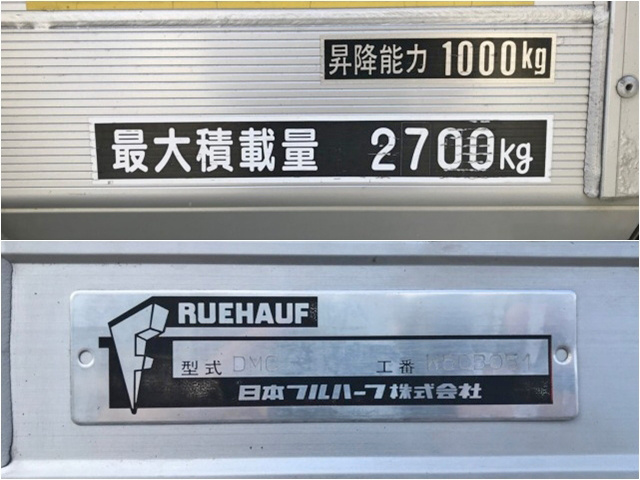 昇降能力 1000kg
最大積載量 2700kg
RUEHAUF
型式 DMC 工番
日本フルハーフ株式会社